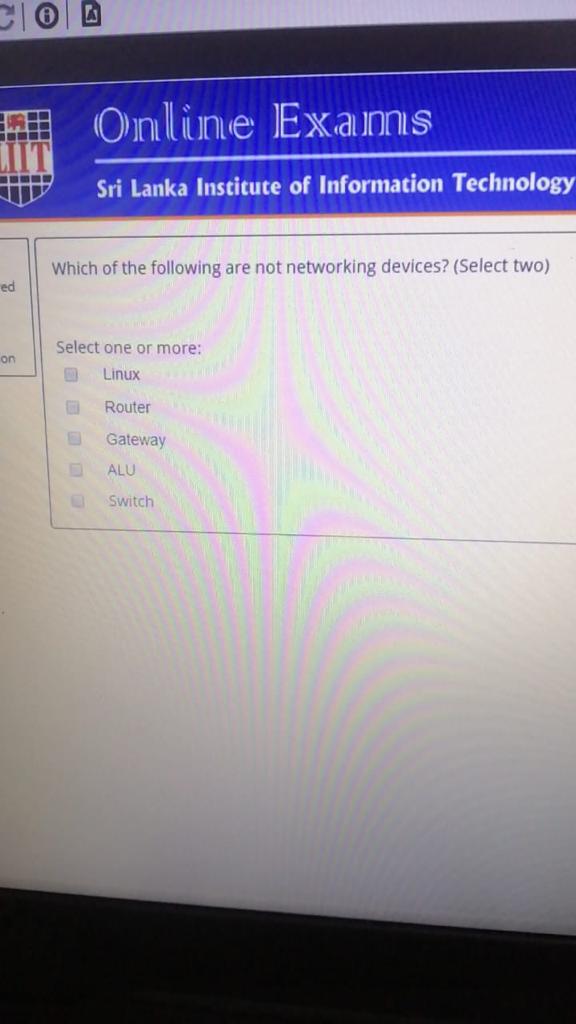 Online Exams
LIIT
Sri Lanka Institute of Information Technology
Which of the following are not networking devices? (Select two)
ed
Select one or more:
on
Linux
Router
Gateway
ALU
Switch